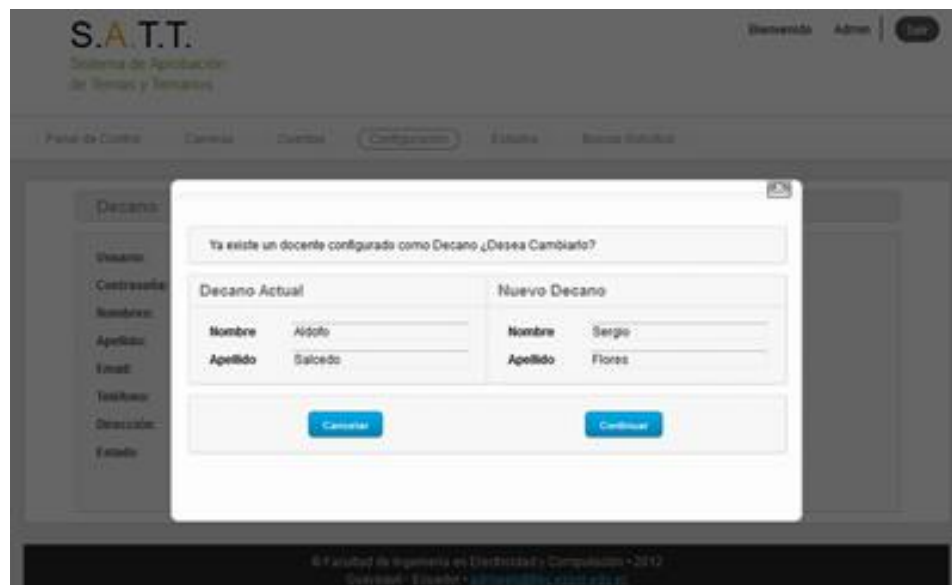 S.A.T.T.
Sistema de Aprobación
de Temas y Temarios
Bienvenido Admin Salir
Panel de Control Carreras Cuentas Configuración Estados
Decano
Ya existe un docente configurado como Decano ¿Desea Cambiarlo?
Decano Actual Nuevo Decano
Usuario:
Contraseña:
Nombres:
Apellido:
Email:
Teléfono:
Dirección:
Estado
Nombre Aldofo Nombre Sergio
Apellido Salcedo Apellido Flores
Cancelar Continuar
© Facultad de Ingeniería en Electricidad y Computación • 2012
Guayaquil - Ecuador •